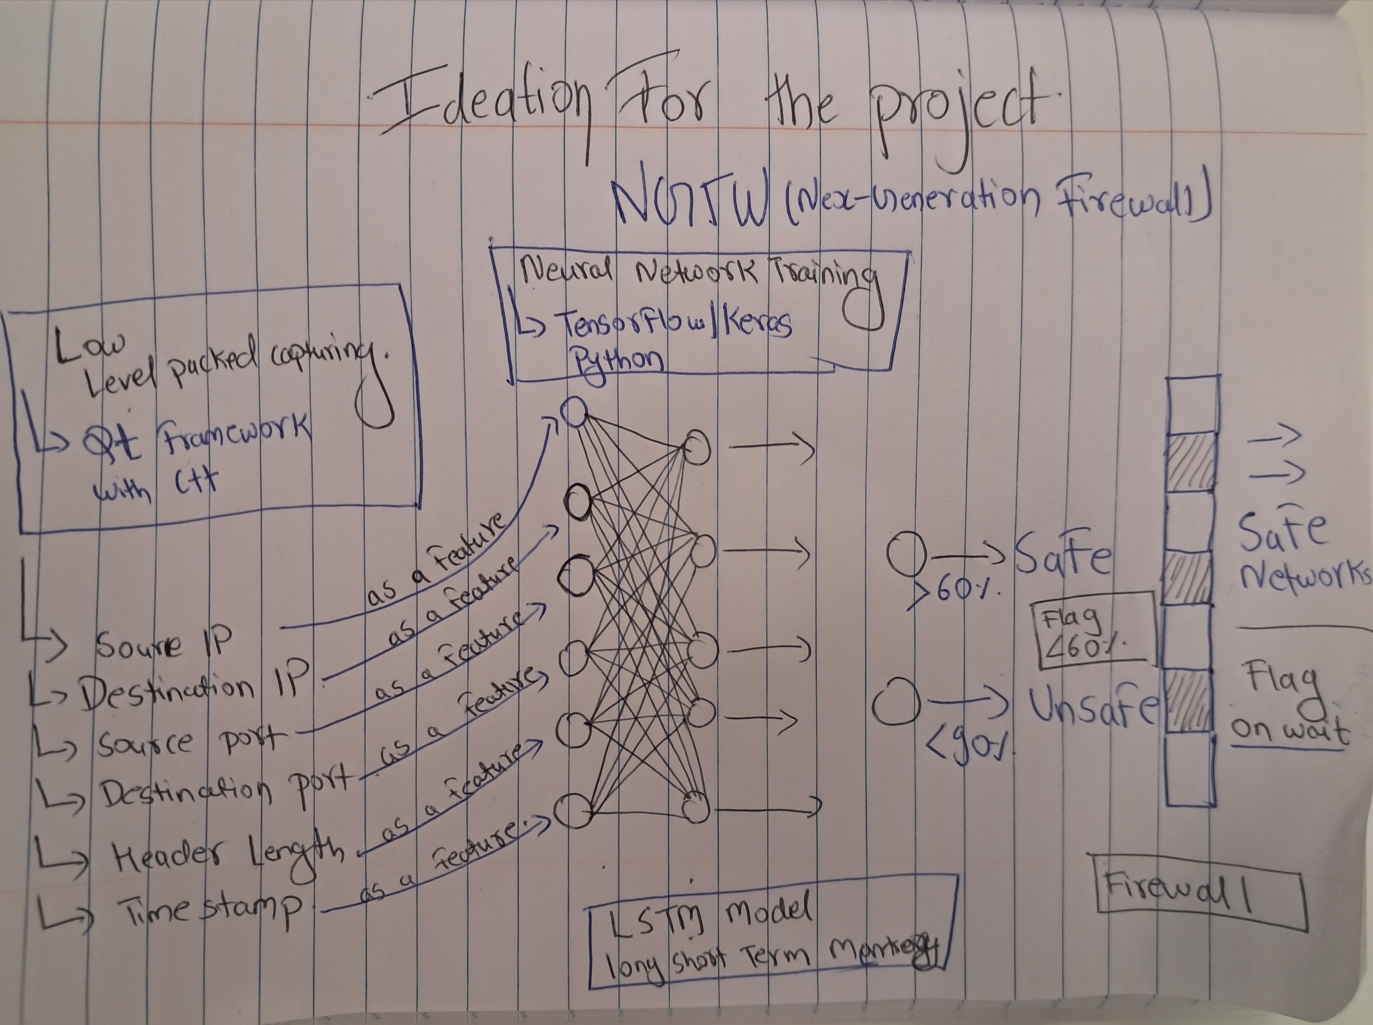 Ideation For the project
NGFW (Nex-Generation Firewall)
Neural Network Training
TensorFlow/Keras
Python
Low
Level packed capturing.
Qt Framework
with C++
Soure IP
as a feature
Destination IP
as a feature
Source port
as a feature
Destination port
as a feature
Header Length
as a feature
Time stamp
as a feature.
LSTM Model
long short Term
>60%.
Safe
Flag
<60%.
<90%.
Unsafe
Safe
Networks
Flag
on wait
Firewall